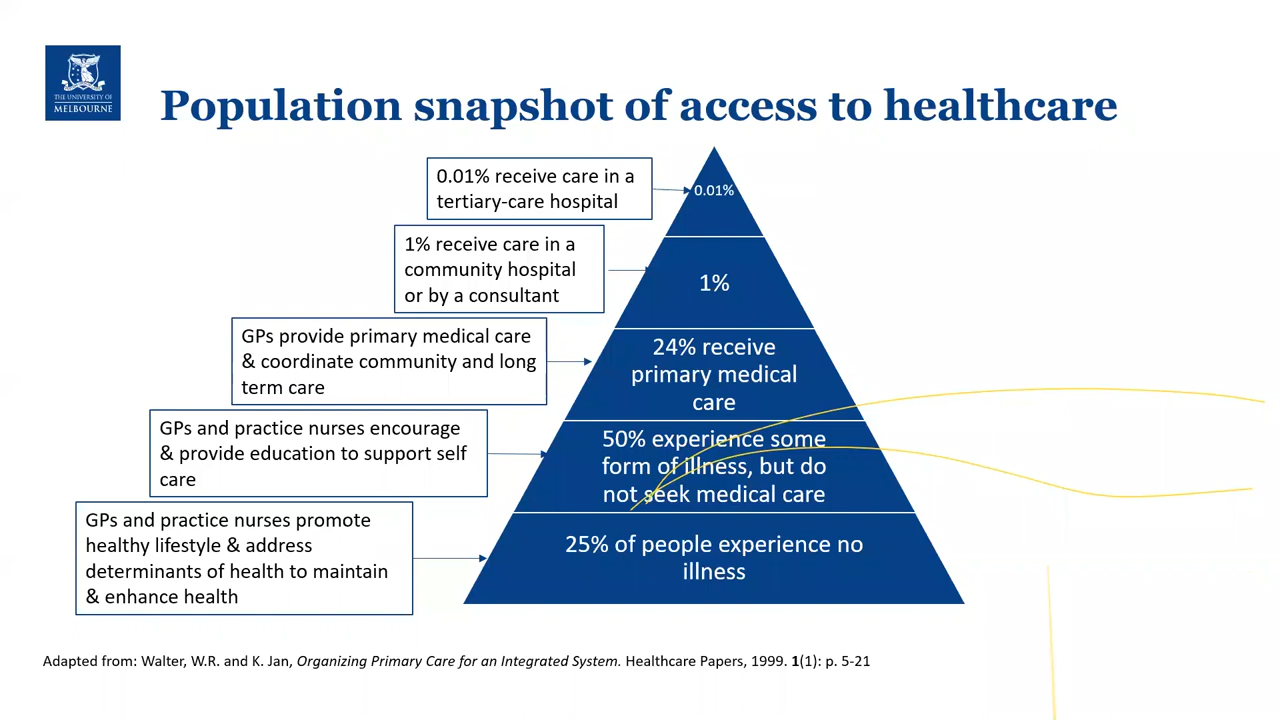 THE UNIVERSITY OF
MELBOURNE
Population snapshot of access to healthcare
0.01% receive care in a
tertiary-care hospital
0.01%
1% receive care in a
community hospital
or by a consultant
1%
GPs provide primary medical care
& coordinate community and long
term care
24% receive
primary medical
care
GPs and practice nurses encourage
& provide education to support self
care
50% experience some
form of illness, but do
not seek medical care
GPs and practice nurses promote
healthy lifestyle & address
determinants of health to maintain
& enhance health
25% of people experience no
illness
Adapted from: Walter, W.R. and K. Jan, Organizing Primary Care for an Integrated System. Healthcare Papers, 1999. 1(1): p. 5-21